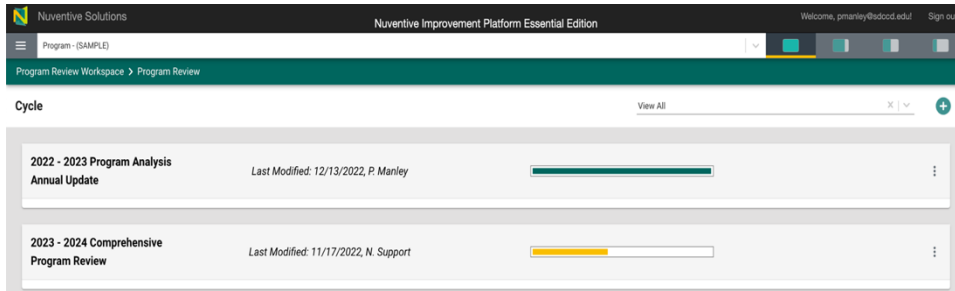 Nuventive Solutions
Nuventive Improvement Platform Essential Edition
Welcome, pmanley@sdccd.edu!
Sign ou
Program - (SAMPLE)
Program Review Workspace > Program Review
Cycle
View All
2022 - 2023 Program Analysis
Annual Update
Last Modified: 12/13/2022, P. Manley
2023 - 2024 Comprehensive
Program Review
Last Modified: 11/17/2022, N. Support